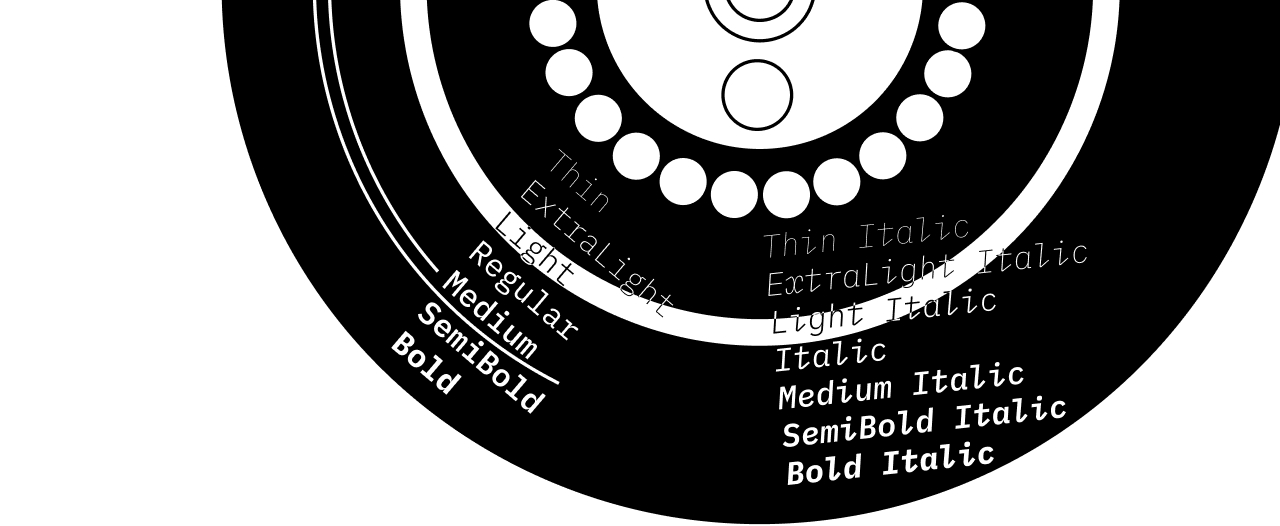 Thin
ExtraLight
Light
Regular
Medium
SemiBold
Bold
Thin Italic
ExtraLight Italic
Light Italic
Italic
Medium Italic
SemiBold Italic
Bold Italic